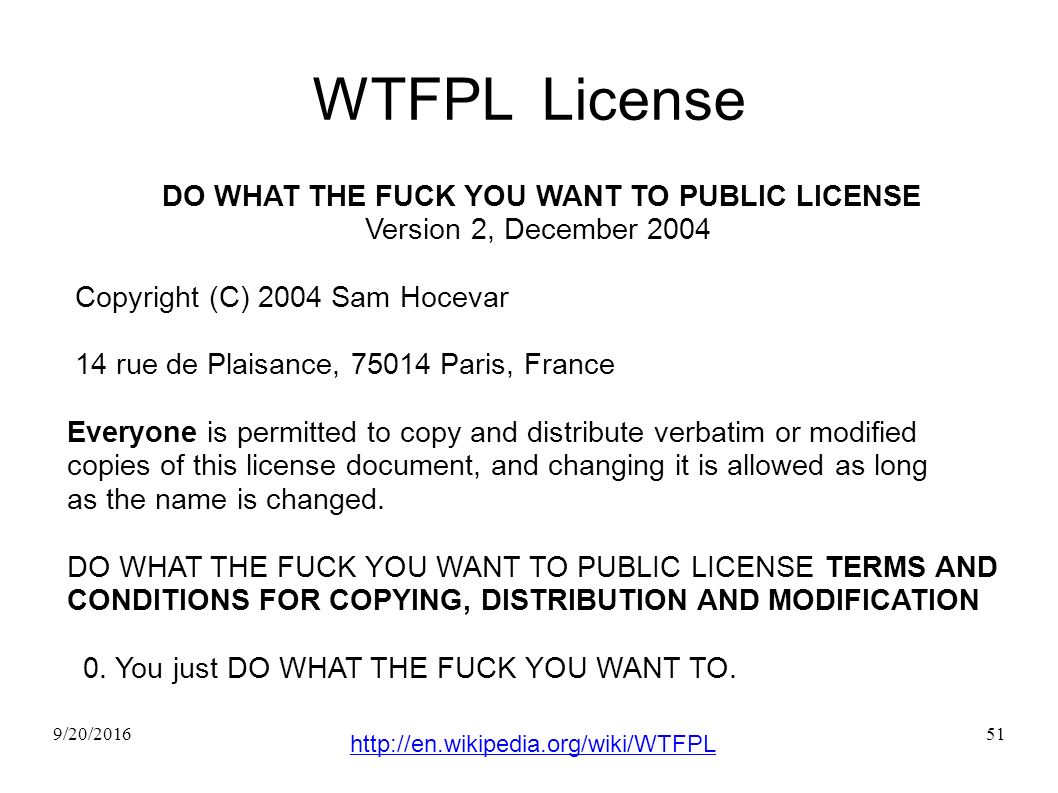 WTFPL License
DO WHAT THE FUCK YOU WANT TO PUBLIC LICENSE
Version 2, December 2004
Copyright (C) 2004 Sam Hocevar
14 rue de Plaisance, 75014 Paris, France
Everyone is permitted to copy and distribute verbatim or modified
copies of this license document, and changing it is allowed as long
as the name is changed.
DO WHAT THE FUCK YOU WANT TO PUBLIC LICENSE TERMS AND
CONDITIONS FOR COPYING, DISTRIBUTION AND MODIFICATION
0. You just DO WHAT THE FUCK YOU WANT TO.
9/20/2016
http://en.wikipedia.org/wiki/WTFPL
51